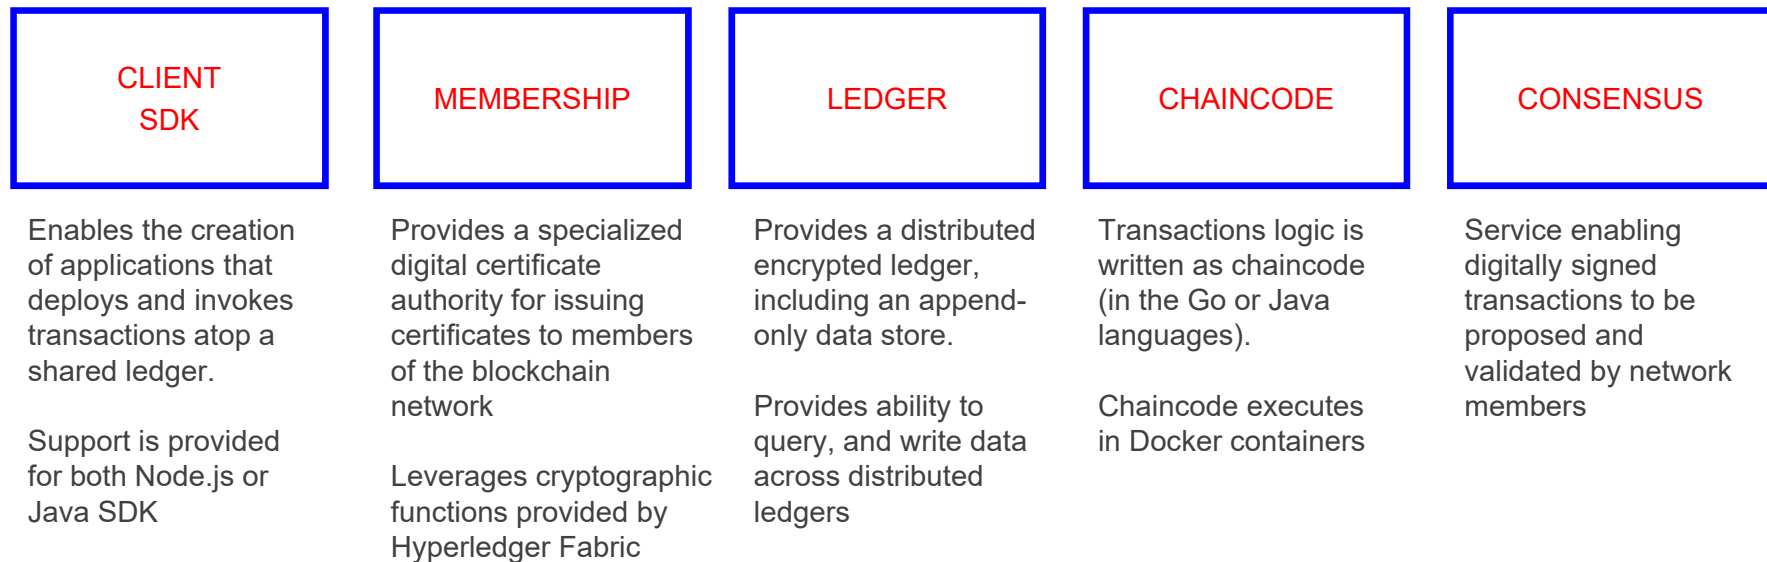 CLIENT
SDK
Enables the creation
of applications that
deploys and invokes
transactions atop a
shared ledger.
Support is provided
for both Node.js or
Java SDK
MEMBERSHIP
Provides a specialized
digital certificate
authority for issuing
certificates to members
of the blockchain
network
Leverages cryptographic
functions provided by
Hyperledger Fabric
LEDGER
Provides a distributed
encrypted ledger,
including an append-
only data store.
Provides ability to
query, and write data
across distributed
ledgers
CHAINCODE
Transactions logic is
written as chaincode
(in the Go or Java
languages).
Chaincode executes
in Docker containers
CONSENSUS
Service enabling
digitally signed
transactions to be
proposed and
validated by network
members